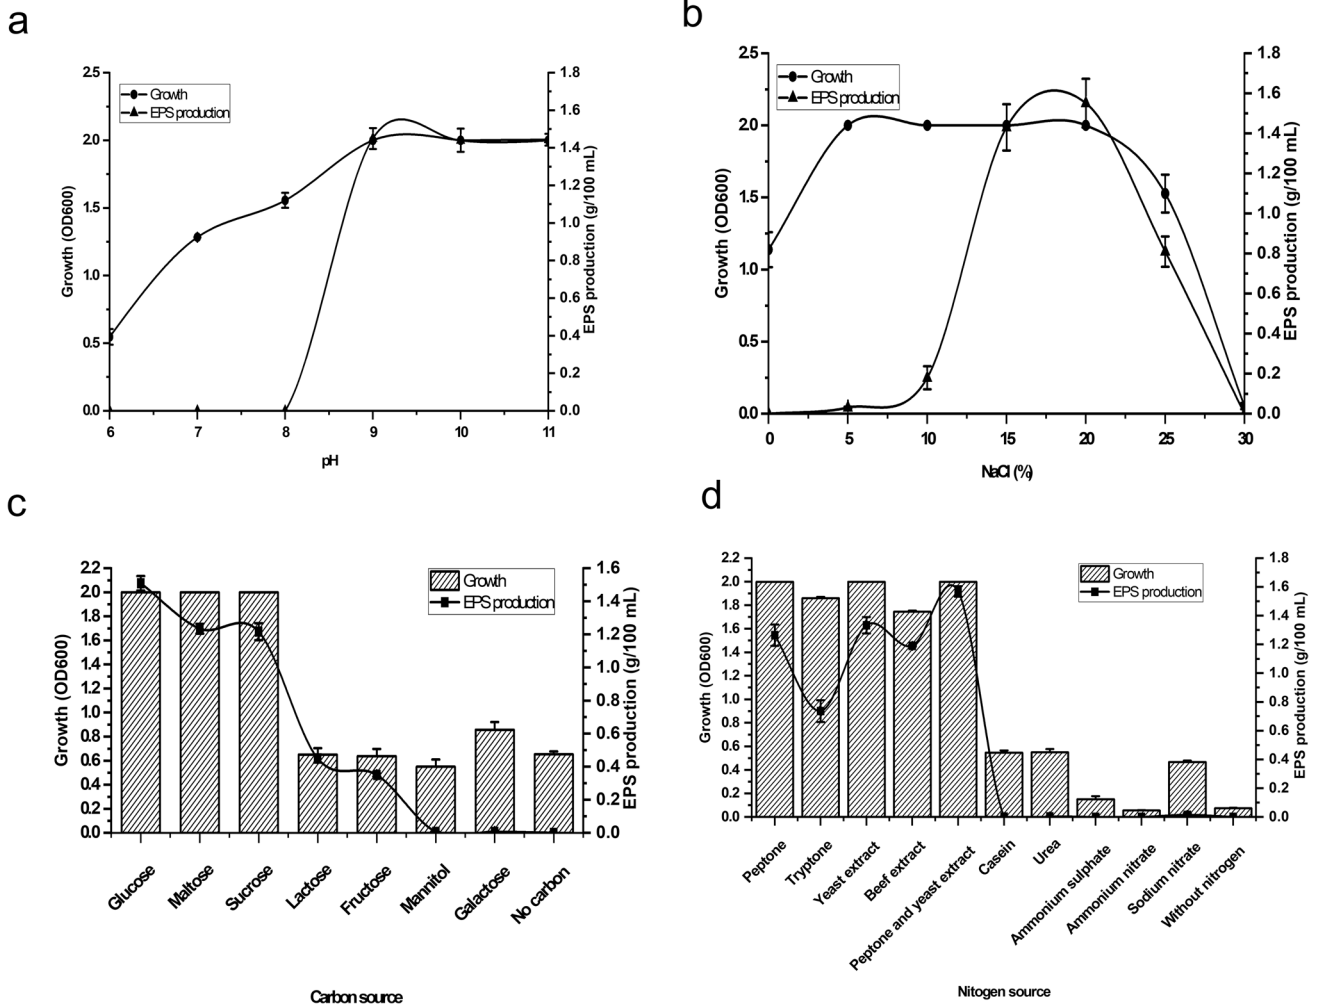 a
2.5
2.0
1.5
1.0
0.5
0.0
Growth (OD600)
Growth
EPS production
1.8
1.6
1.4
1.2
1.0
0.8
0.6
0.4
0.2
0.0
EPS production (g/100 mL)
6 7 8 9 10 11
pH
b
2.5
2.0
1.5
1.0
0.5
0.0
Growth (OD600)
Growth
EPS production
1.8
1.6
1.4
1.2
1.0
0.8
0.6
0.4
0.2
0.0
EPS production (g/100 mL)
0 5 10 15 20 25 30
NaCl (%)
c
2.2
2.0
1.8
1.6
1.4
1.2
1.0
0.8
0.6
0.4
0.2
0.0
Growth (OD600)
Growth
EPS production
1.6
1.4
1.2
1.0
0.8
0.6
0.4
0.2
0.0
EPS production (g/100 mL)
Glucose
Maltose
Sucrose
Lactose
Fructose
Mannitol
Galactose
No carbon
Carbon source
d
2.2
2.0
1.8
1.6
1.4
1.2
1.0
0.8
0.6
0.4
0.2
0.0
Growth (OD600)
Growth
EPS production
1.8
1.6
1.4
1.2
1.0
0.8
0.6
0.4
0.2
0.0
EPS production (g/100 mL)
Peptone
Tryptone
Yeast extract
Beef extract
Peptone and yeast extract
Casein
Urea
Ammonium sulphate
Ammonium nitrate
Sodium nitrate
Without nitrogen
Nitogen source